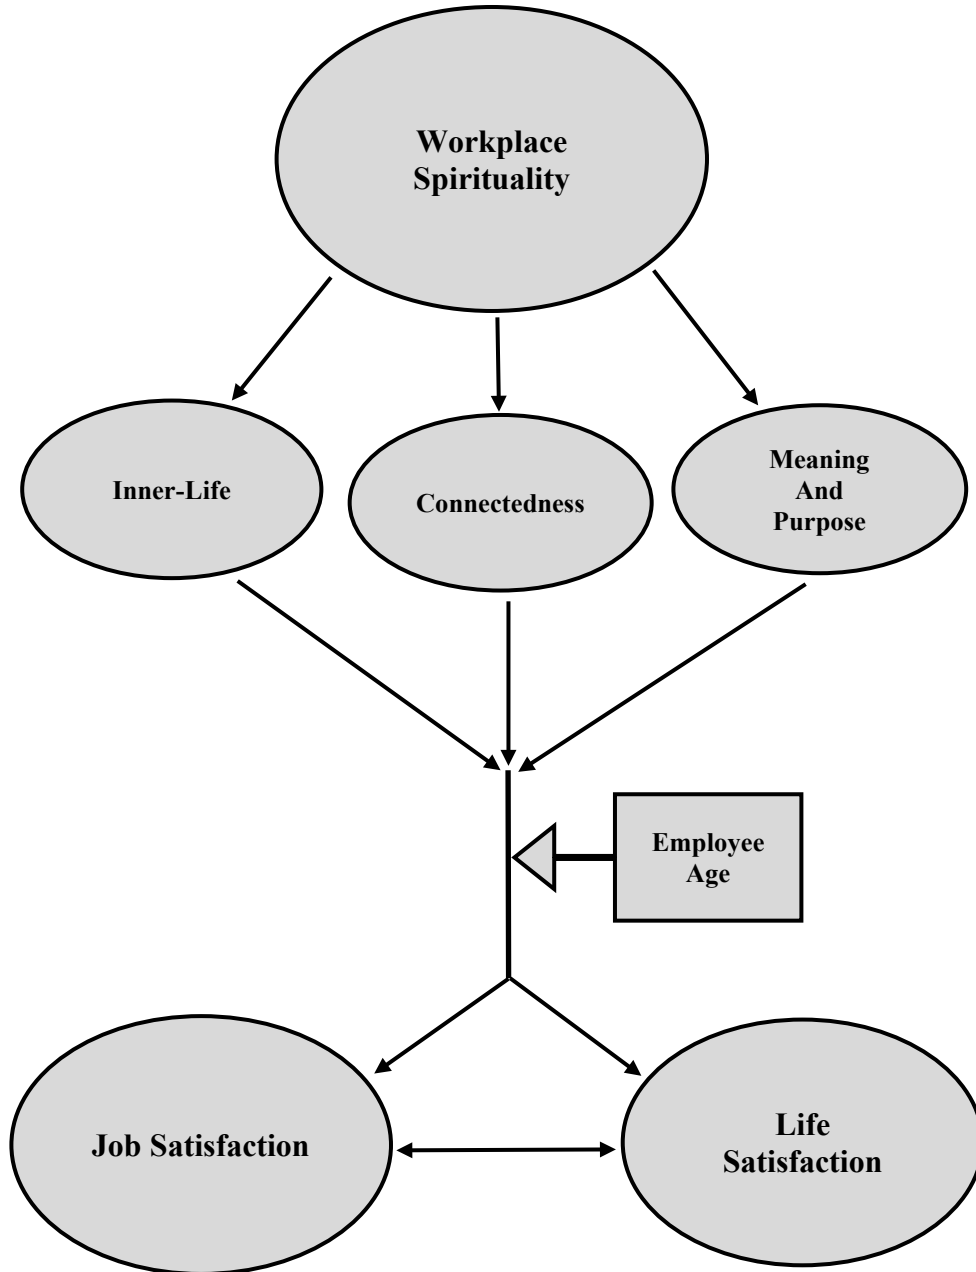 Workplace
Spirituality
Inner-Life
Connectedness
Meaning
And
Purpose
Employee
Age
Job Satisfaction
Life
Satisfaction